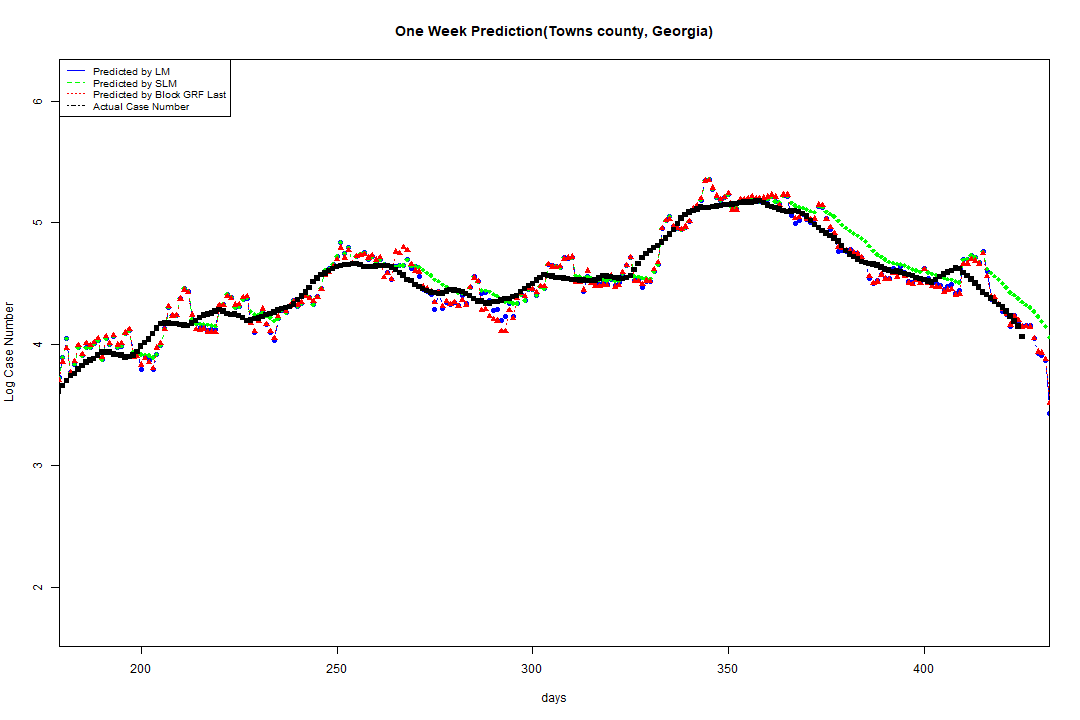 One Week Prediction(Towns county, Georgia)
Predicted by LM
Predicted by SLM
Predicted by Block GRF Last
Actual Case Number
6
5
4
3
2
Log Case Number
200 250 300 350 400
days